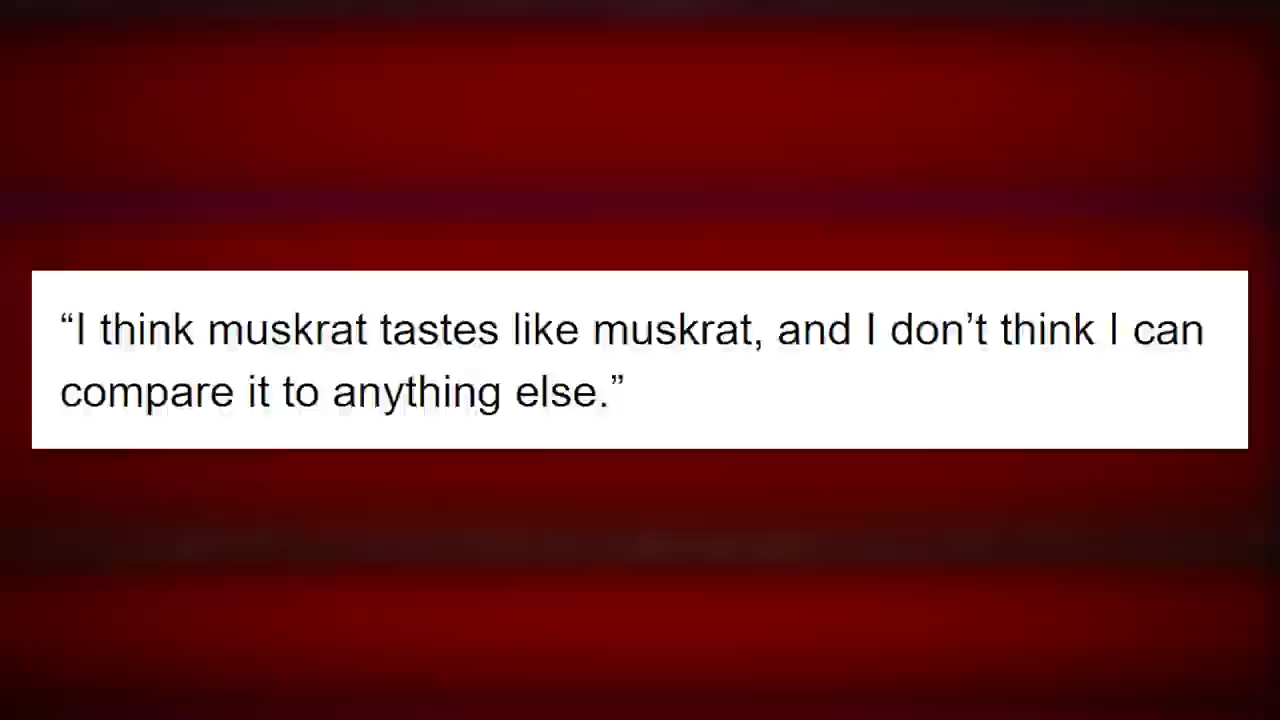 “I think muskrat tastes like muskrat, and I don’t think I can
compare it to anything else.”